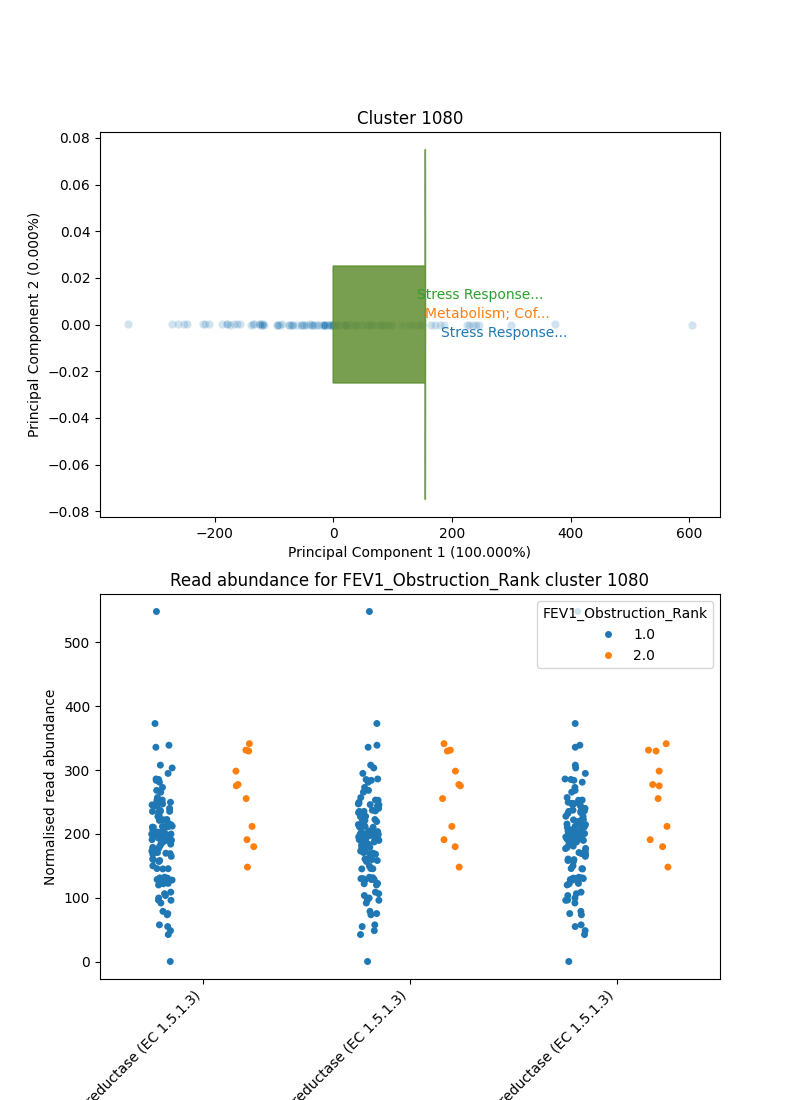 Cluster 1080
0.08
0.06
0.04
0.02
0.00
−0.02
−0.04
−0.06
−0.08
Principal Component 2 (0.000%)
Stress Response...
Metabolism; Cof...
Stress Response...
−200 0 200 400 600
Principal Component 1 (100.000%)
Read abundance for FEV1_Obstruction_Rank cluster 1080
500
400
300
200
100
0
Normalised read abundance
FEV1_Obstruction_Rank
1.0
2.0
reductase (EC 1.5.1.3)
reductase (EC 1.5.1.3)
reductase (EC 1.5.1.3)